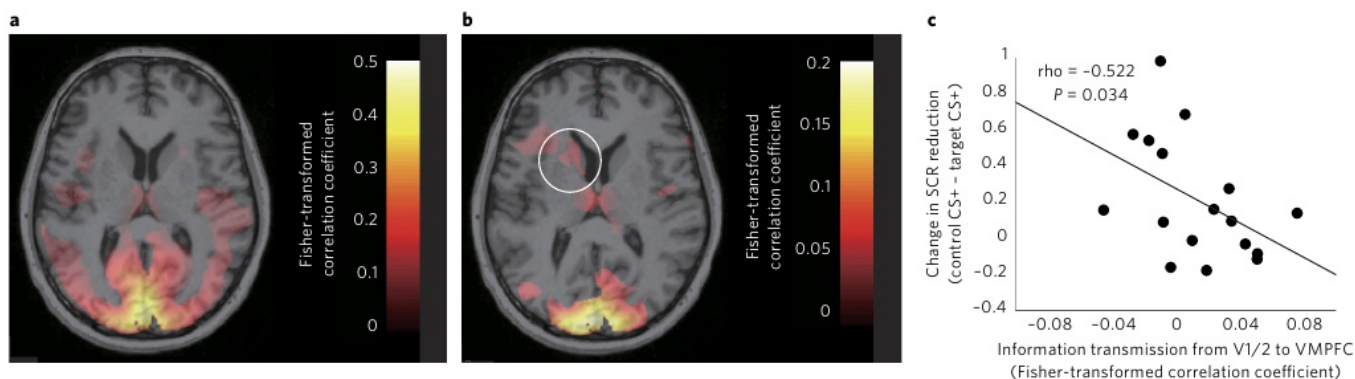 a
Fisher-transformed
correlation coefficient
0.5
0.4
0.3
0.2
0.1
0
b
Fisher-transformed
correlation coefficient
0.2
0.15
0.1
0.05
0
c
Change in SCR reduction
(control CS+ – target CS+)
1
0.8
0.6
0.4
0.2
0
–0.2
–0.4
rho = –0.522
P = 0.034
–0.08 –0.04 0 0.04 0.08
Information transmission from V1/2 to VMPFC
(Fisher-transformed correlation coefficient)